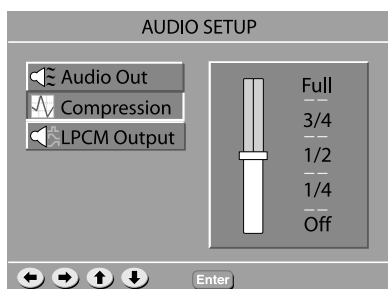 AUDIO SETUP
Audio Out
Compression
LPCM Output
Full
3/4
1/2
1/4
Off
Enter